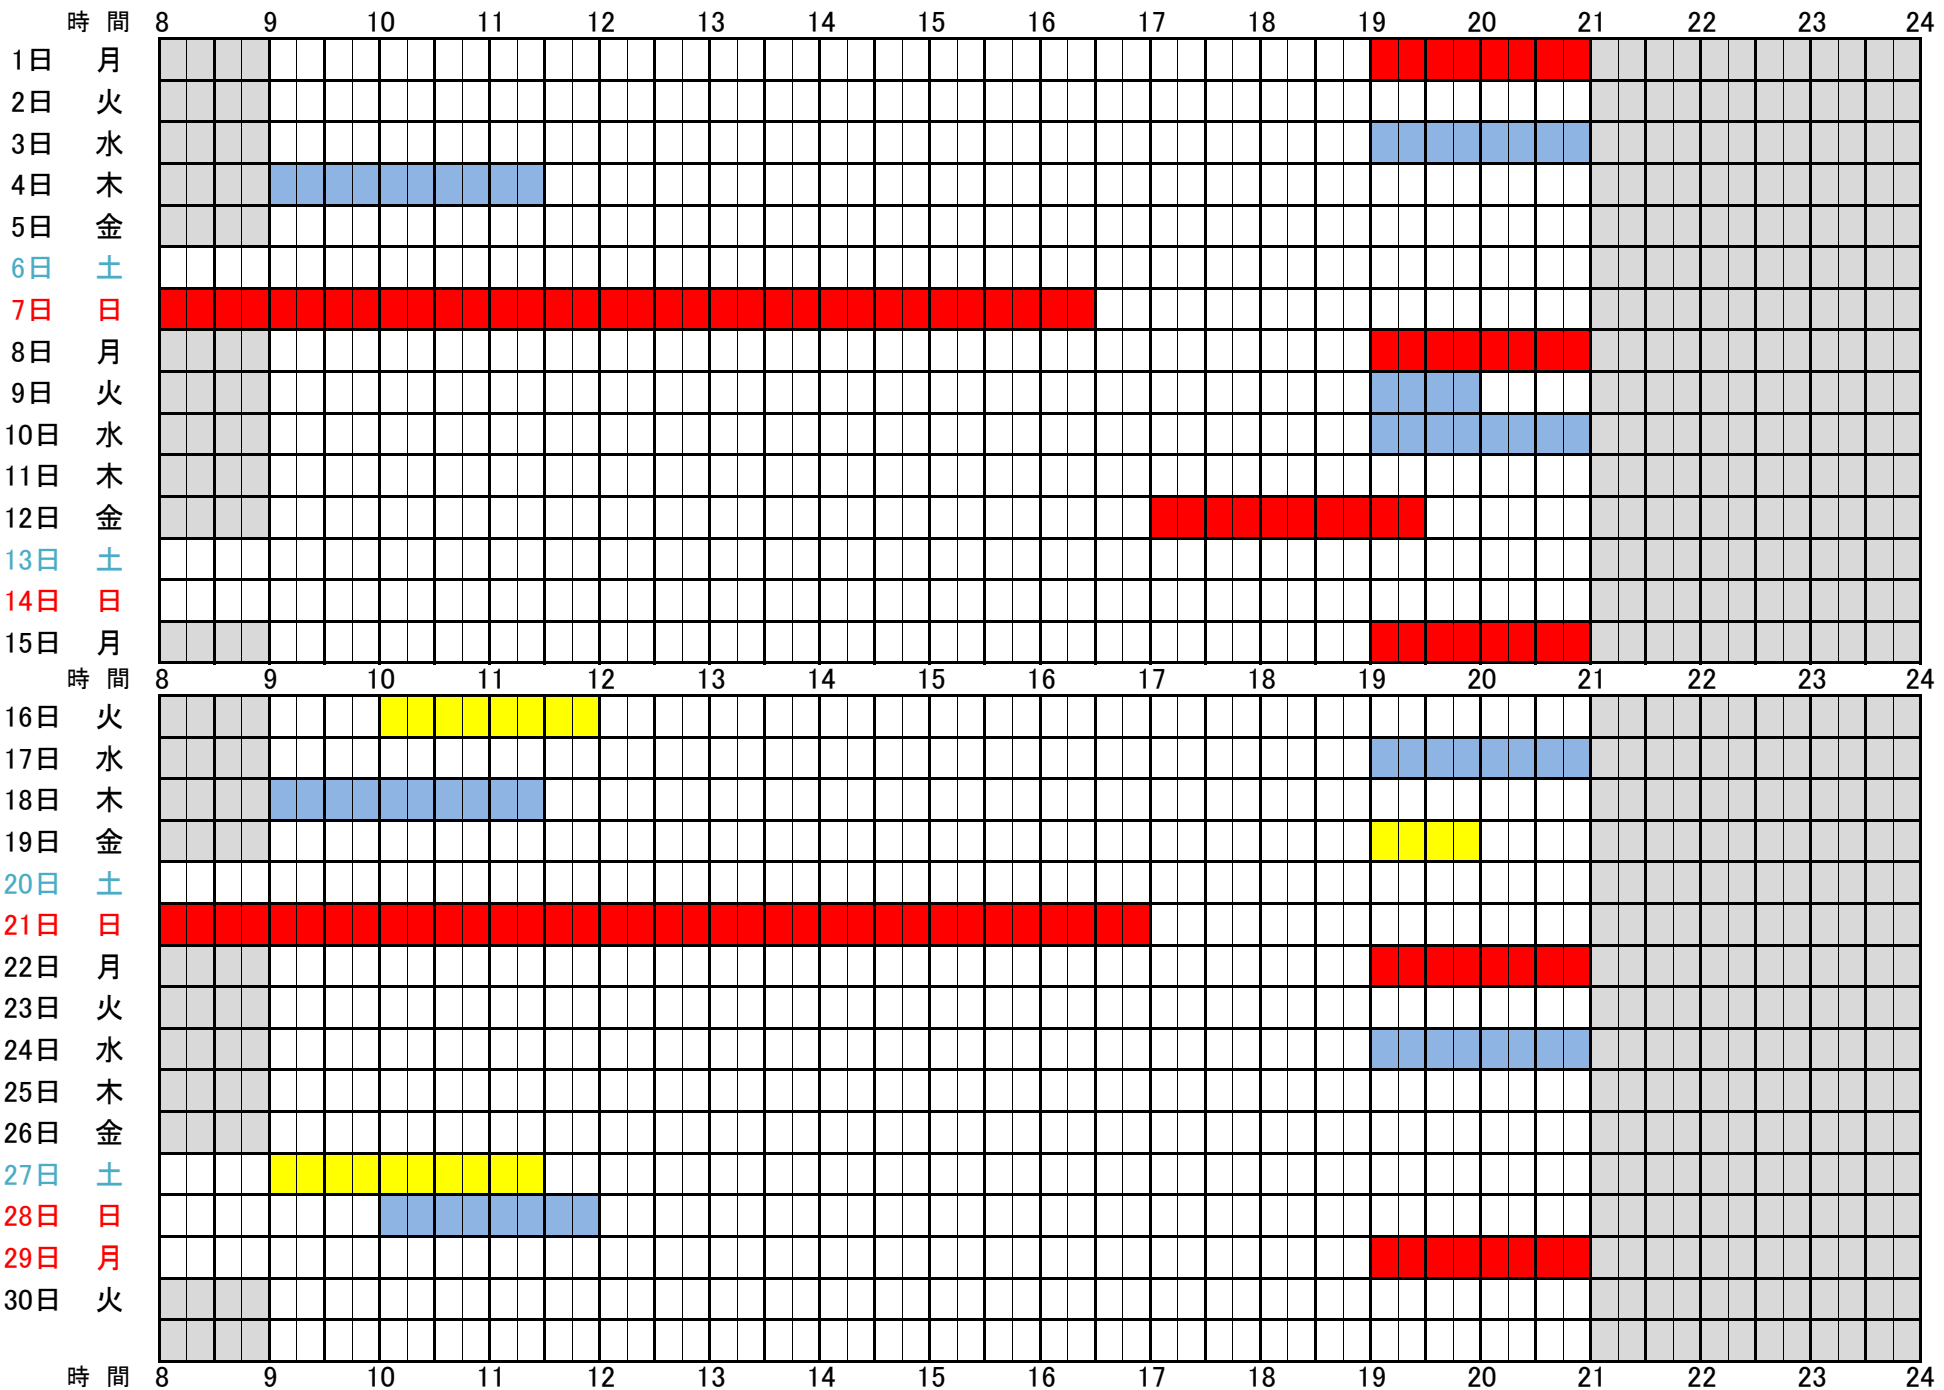 時 間 8 9 10 11 12 13 14 15 16 17 18 19 20 21 22 23 24
1日 月
2日 火
3日 水
4日 木
5日 金
6日 土
7日 日
8日 月
9日 火
10日 水
11日 木
12日 金
13日 土
14日 日
15日 月
時 間 8 9 10 11 12 13 14 15 16 17 18 19 20 21 22 23 24
16日 火
17日 水
18日 木
19日 金
20日 土
21日 日
22日 月
23日 火
24日 水
25日 木
26日 金
27日 土
28日 日
29日 月
30日 火
時 間 8 9 10 11 12 13 14 15 16 17 18 19 20 21 22 23 24